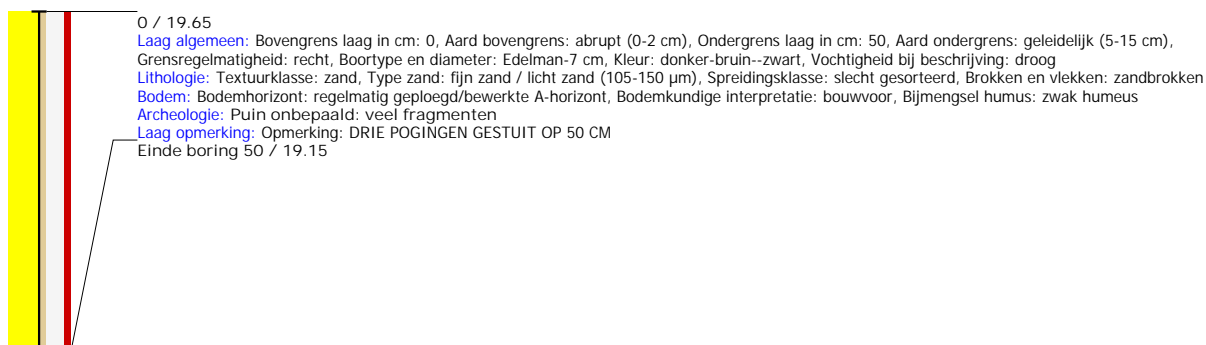 0 / 19.65
Laag algemeen: Bovengrens laag in cm: 0, Aard bovengrens: abrupt (0-2 cm), Ondergrens laag in cm: 50, Aard ondergrens: geleidelijk (5-15 cm),
Grensregelmatigheid: recht, Boortype en diameter: Edelman-7 cm, Kleur: donker-bruin--zwart, Vochtigheid bij beschrijving: droog
Lithologie: Textuurklasse: zand, Type zand: fijn zand / licht zand (105-150 µm), Spreidingsklasse: slecht gesorteerd, Brokken en vlekken: zandbrokken
Bodem: Bodemhorizont: regelmatig geploegd/bewerkte A-horizont, Bodemkundige interpretatie: bouwvoor, Bijmengsel humus: zwak humeus
Archeologie: Puin onbepaald: veel fragmenten
Laag opmerking: Opmerking: DRIE POGINGEN GESTUIT OP 50 CM
Einde boring 50 / 19.15